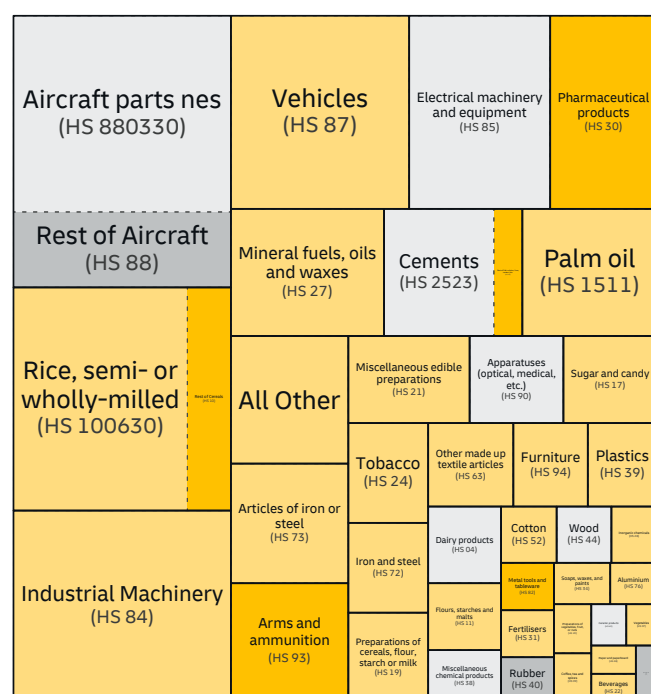 Aircraft parts nes
(HS 880330)
Rest of Aircraft
(HS 88)
Rice, semi- or
wholly-milled
(HS 100630)
Rest of Cereals
Industrial Machinery
(HS 84)
Vehicles
(HS 87)
Electrical machinery
and equipment
(HS 85)
Pharmaceutical
products
(HS 30)
Mineral fuels, oils
and waxes
(HS 27)
Cements
(HS 2523)
Palm oil
(HS 1511)
All Other
Miscellaneous edible
preparations
(HS 21)
Apparatuses
(optical, medical,
etc.)
(HS 90)
Sugar and candy
(HS 17)
Tobacco
(HS 24)
Other made up
textile articles
(HS 63)
Furniture
(HS 94)
Plastics
(HS 39)
Articles of iron or
steel
(HS 73)
Iron and steel
(HS 72)
Dairy products
(HS 04)
Cotton
(HS 52)
Wood
(HS 44)
Inorganic chemicals
Arms and
ammunition
(HS 93)
Preparations of
cereals, flour,
starch or milk
(HS 19)
Flours, starches and
malts
(HS 11)
Miscellaneous
chemical products
(HS 38)
Metal tools and
tableware
(HS 82)
Soaps, waxes, and
paints
Aluminium
(HS 76)
Fertilisers
(HS 31)
Rubber
(HS 40)
Vegetables
Beverages
(HS 22)